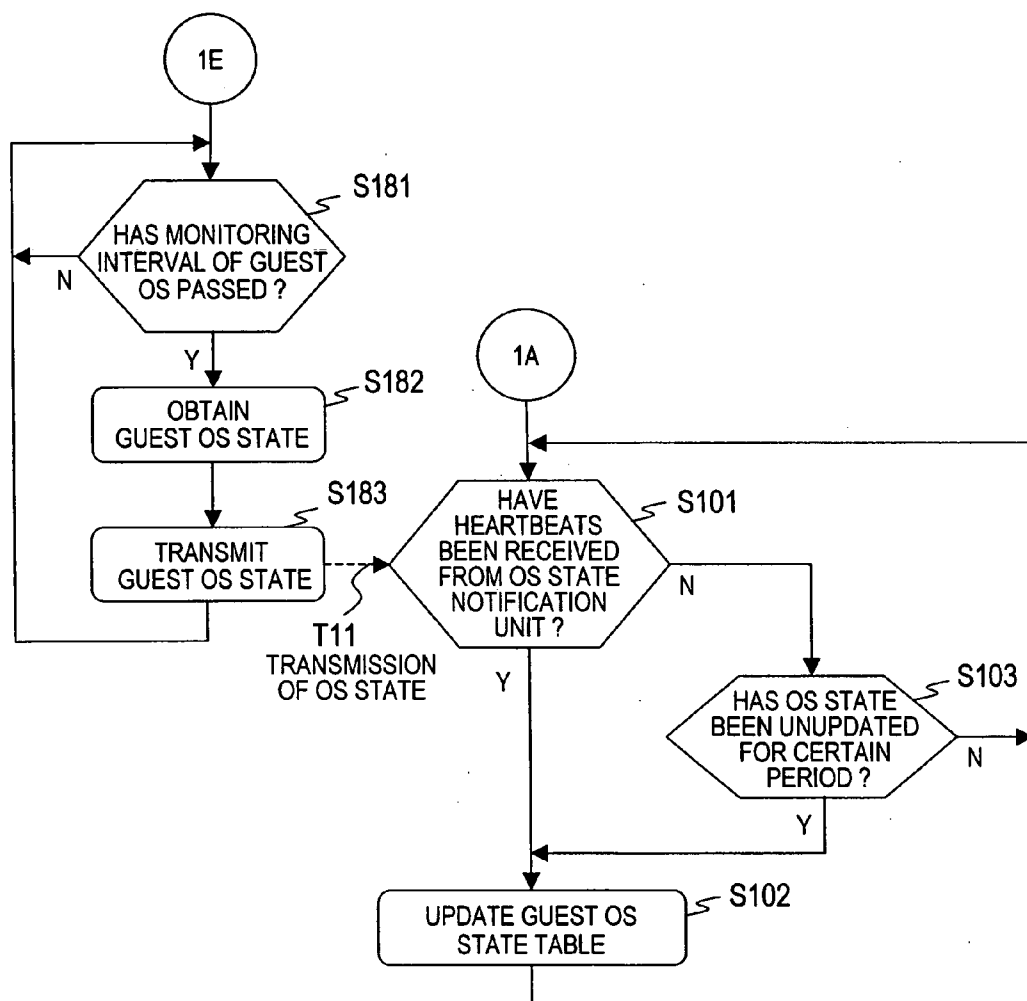 1E
S181
HAS MONITORING
INTERVAL OF GUEST
OS PASSED ?
N
Y
S182
OBTAIN
GUEST OS STATE
S183
TRANSMIT
GUEST OS STATE
T11
TRANSMISSION
OF OS STATE
1A
S101
HAVE
HEARTBEATS
BEEN RECEIVED
FROM OS STATE
NOTIFICATION
UNIT ?
N
Y
S103
HAS OS STATE
BEEN UNUPDATED
FOR CERTAIN
PERIOD ?
N
Y
S102
UPDATE GUEST OS
STATE TABLE